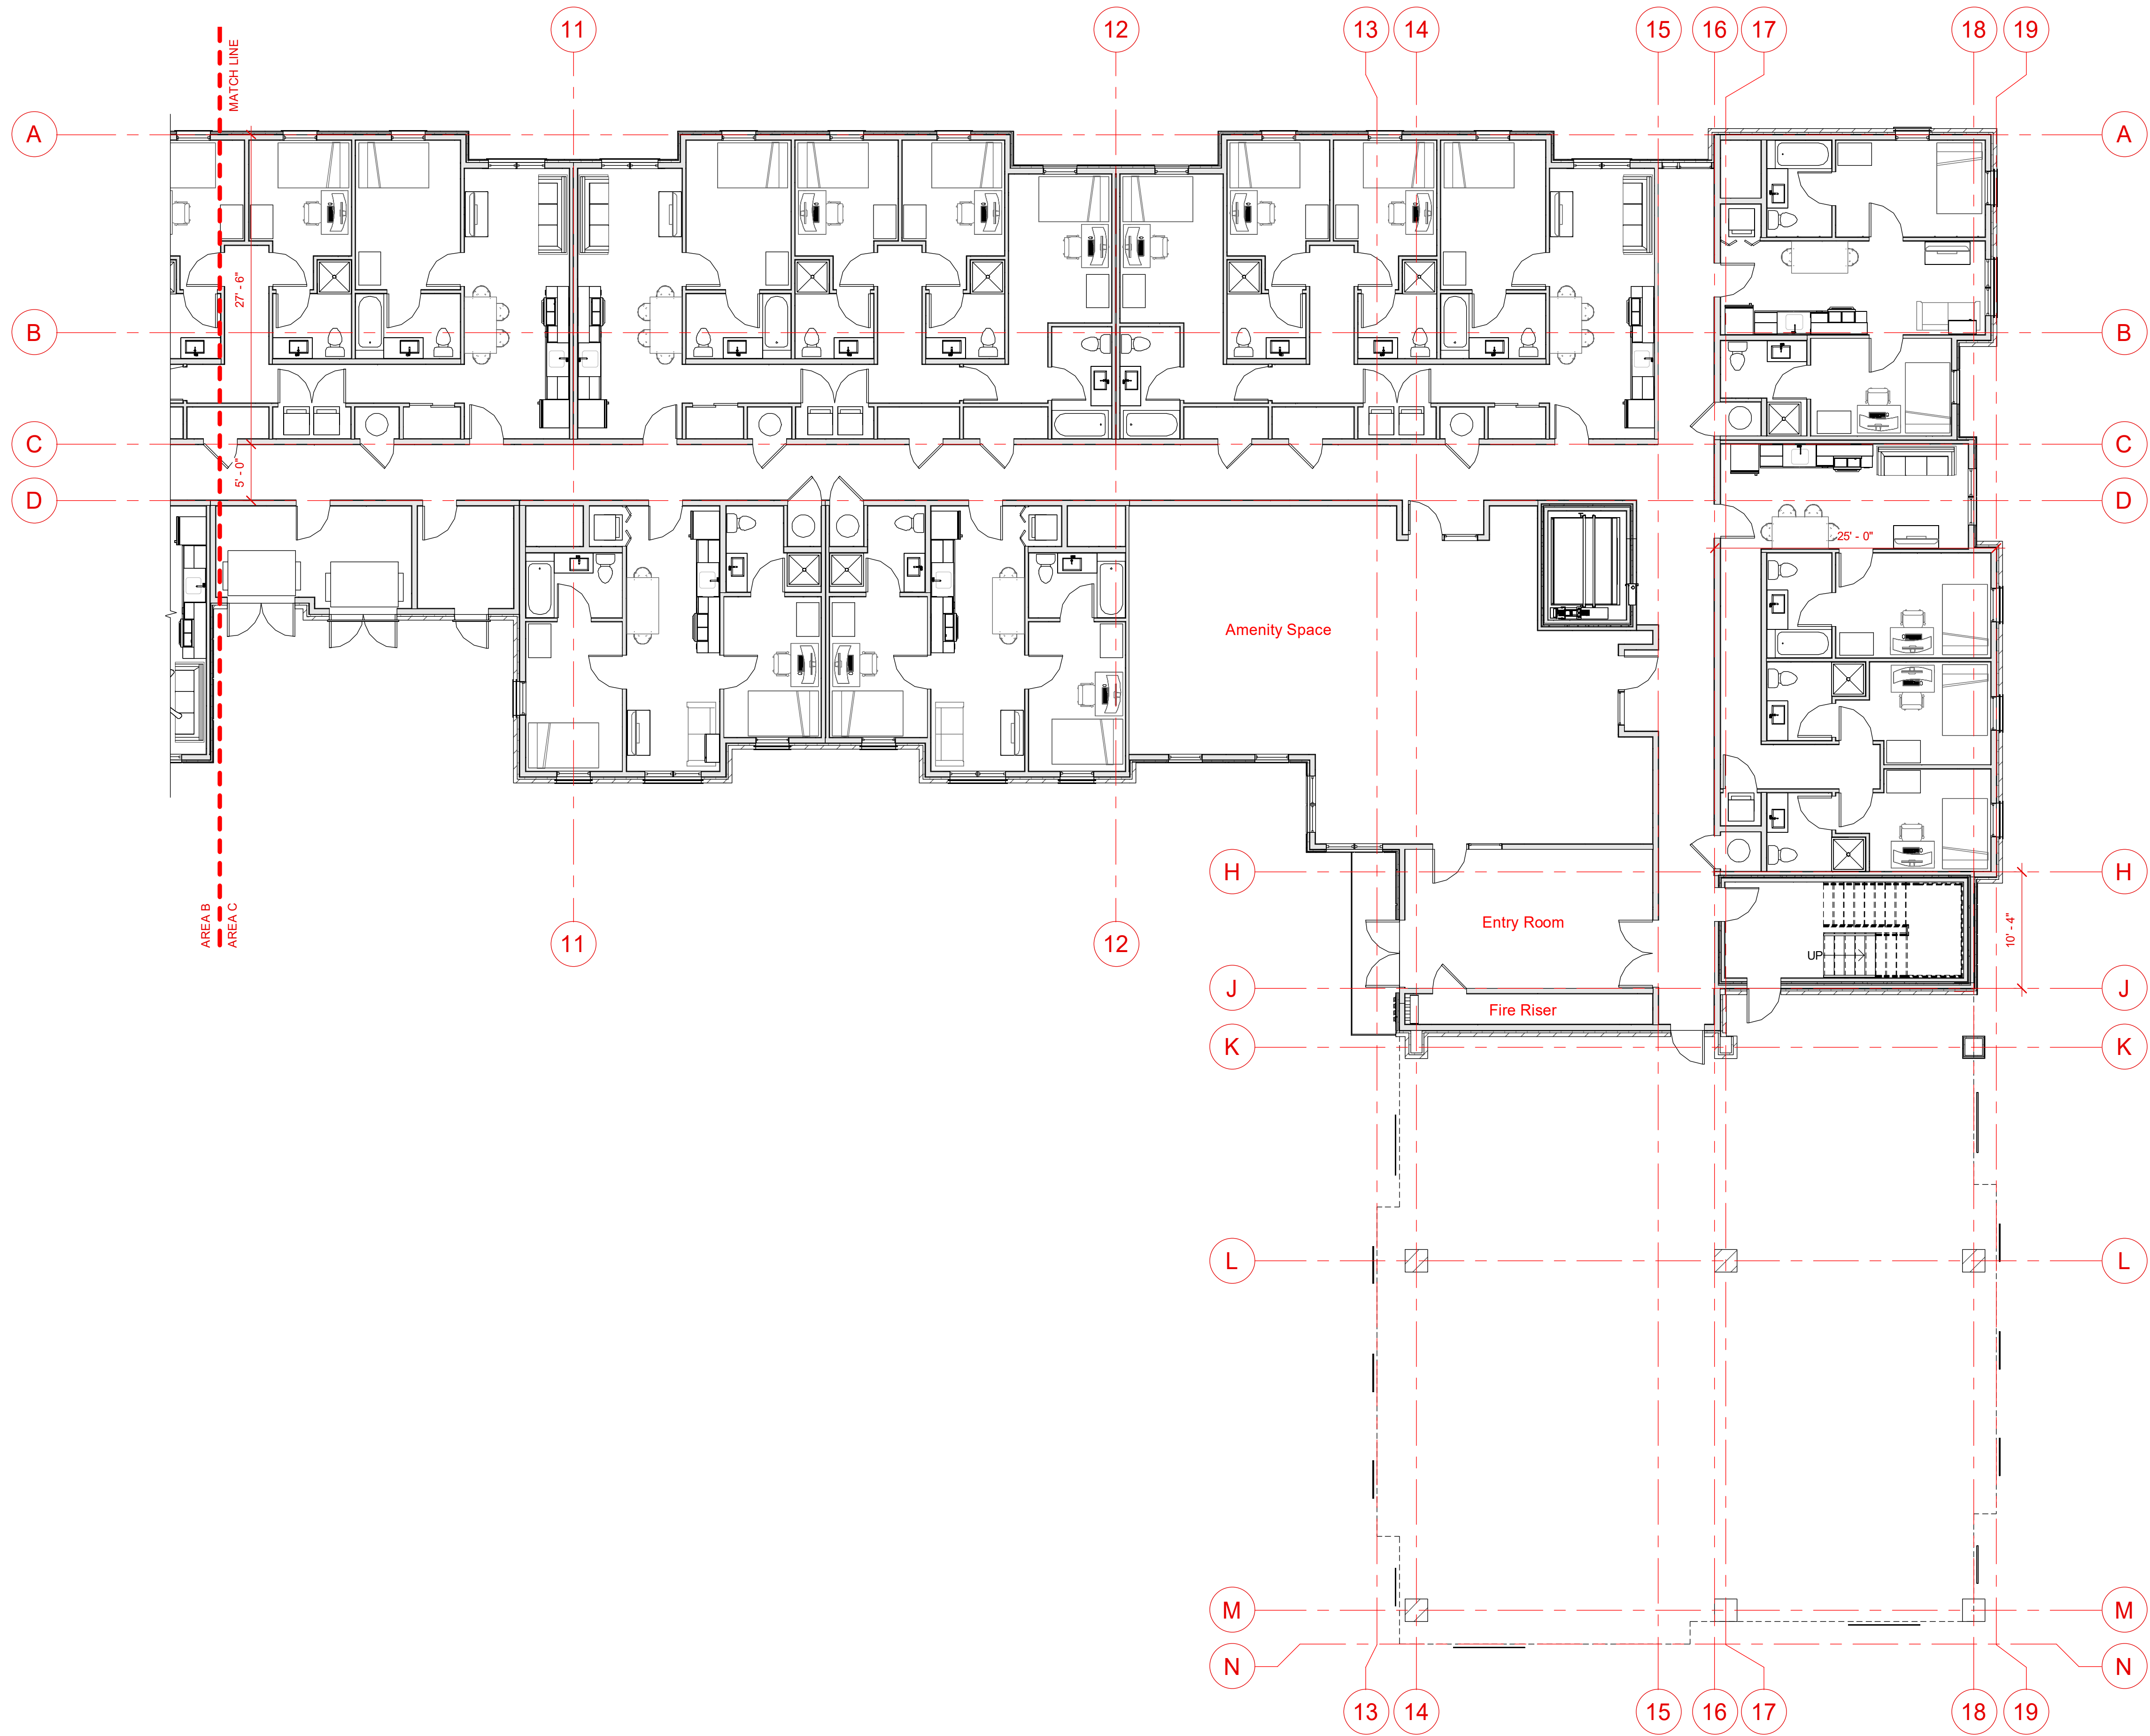 11
12
13
14
15
16
17
18
19
MATCH LINE
A
A
27' - 6"
B
B
C
C
5' - 0"
D
D
25' - 0"
Amenity Space
H
H
AREA B
AREA C
11
12
Entry Room
10' - 4"
UP
J
J
Fire Riser
K
K
L
L
M
M
N
N
13
14
15
16
17
18
19